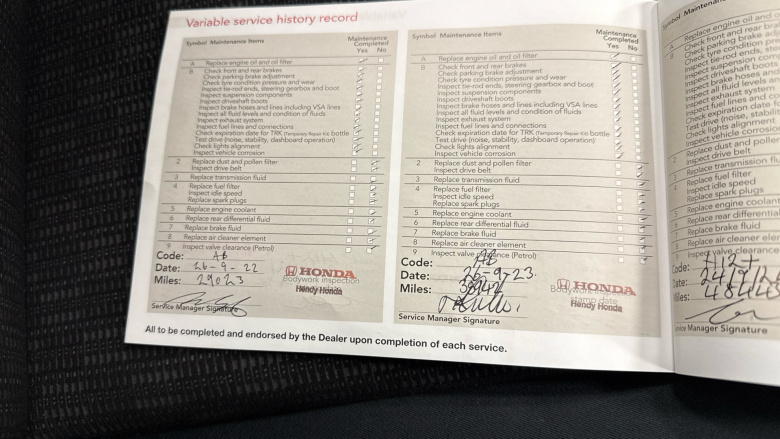 Variable service history record
Symbol Maintenance Items Maintenance Completed Yes No
A Replace engine oil and oil filter
B Check front and rear brakes
Check parking brake adjustment
Check tyre condition pressure and wear
Inspect tie-rod ends, steering gearbox and boot
Inspect suspension components
Inspect driveshaft boots
Inspect brake hoses and lines including VSA lines
Inspect all fluid levels and condition of fluids
Inspect exhaust system
Inspect fuel lines and connections
Check expiration date for TRK (Temporary Repair Kit) bottle
Test drive (noise, stability, dashboard operation)
Check lights alignment
Inspect vehicle corrosion
2 Replace dust and pollen filter
Inspect drive belt
3 Replace transmission fluid
4 Replace fuel filter
Inspect idle speed
Replace spark plugs
5 Replace engine coolant
6 Replace rear differential fluid
7 Replace brake fluid
8 Replace air cleaner element
9 Inspect valve clearance (Petrol)
Code: AB
Date: 26-9-22
Miles: 29023
HONDA
Bodywork inspection
Hendy Honda
Service Manager Signature
Symbol Maintenance Items Maintenance Completed Yes No
A Replace engine oil and oil filter
B Check front and rear brakes
Check parking brake adjustment
Check tyre condition pressure and wear
Inspect tie-rod ends, steering gearbox and boot
Inspect suspension components
Inspect driveshaft boots
Inspect brake hoses and lines including VSA lines
Inspect all fluid levels and condition of fluids
Inspect exhaust system
Inspect fuel lines and connections
Check expiration date for TRK (Temporary Repair Kit) bottle
Test drive (noise, stability, dashboard operation)
Check lights alignment
Inspect vehicle corrosion
2 Replace dust and pollen filter
Inspect drive belt
3 Replace transmission fluid
4 Replace fuel filter
Inspect idle speed
Replace spark plugs
5 Replace engine coolant
6 Replace rear differential fluid
7 Replace brake fluid
8 Replace air cleaner element
9 Inspect valve clearance (Petrol)
Code: AB
Date: 26-9-23
Miles:
HONDA
Hendy Honda
Service Manager Signature
All to be completed and endorsed by the Dealer upon completion of each service.
Symbol
A Replace engine oil
B Check front and rear
Check parking brake
Check tyre condition
Inspect tie-rod ends,
Inspect suspension
Inspect driveshaft
Inspect brake hoses
Inspect all fluid levels
Inspect exhaust system
Inspect fuel lines
Check expiration
Test drive (noise,
Check lights alignment
Inspect vehicle
2 Replace dust and
Inspect drive belt
3 Replace transmission
4 Replace fuel filter
Inspect idle speed
Replace spark plugs
5 Replace engine coolant
6 Replace rear differential
7 Replace brake fluid
8 Replace air cleaner
Inspect valve clearance
Code:
Date:
Miles:
Service Manager Signature